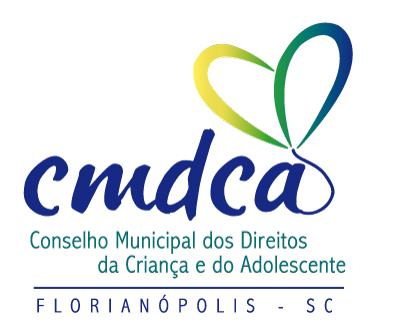 cmdca
Conselho Municipal dos Direitos
da Criança e do Adolescente
FLORIANÓPOLIS - SC